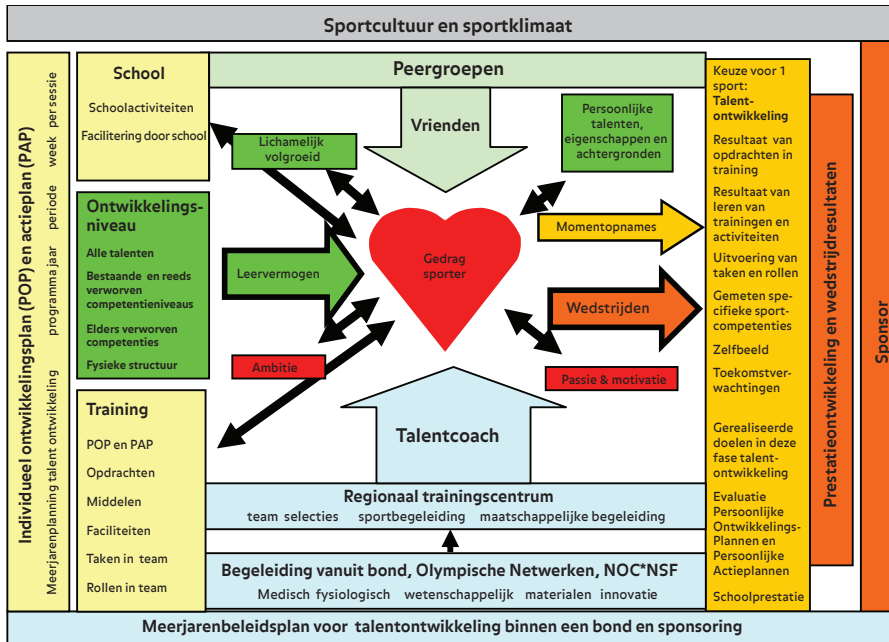 Sportcultuur en sportklimaat
Individueel ontwikkelingsplan (POP) en actieplan (PAP)
Meerjarenplanning talent ontwikkeling programma jaar periode week per sessie
School
Schoolactiviteiten
Facilitering door school
Ontwikkelings-
niveau
Alle talenten
Bestaande en reeds
verworven
competentieniveaus
Elders verworven
competenties
Fysieke structuur
Training
POP en PAP
Opdrachten
Middelen
Faciliteiten
Taken in team
Rollen in team
Peergroepen
Vrienden
Lichamelijk
volgroeid
Persoonlijke
talenten,
eigenschappen en
achtergronden
Leervermogen
Gedrag
sporter
Momentopnames
Wedstrijden
Ambitie
Passie & motivatie
Talentcoach
Regionaal trainingscentrum
team selecties sportbegeleiding maatschappelijke begeleiding
Begeleiding vanuit bond, Olympische Netwerken, NOC*NSF
Medisch fysiologisch wetenschappelijk materialen innovatie
Keuze voor 1
sport:
Talent-
ontwikkeling
Resultaat van
opdrachten in
training
Resultaat van
leren van
trainingen en
activiteiten
Uitvoering van
taken en rollen
Gemeten spe-
cifieke sport-
competenties
Zelfbeeld
Toekomstver-
wachtingen
Gerealiseerde
doelen in deze
fase talent-
ontwikkeling
Evaluatie
Persoonlijke
Ontwikkelings-
Plannen en
Persoonlijke
Actieplannen
Schoolprestatie
Prestatieontwikkeling en wedstrijdresultaten
Sponsor
Meerjarenbeleidsplan voor talentontwikkeling binnen een bond en sponsoring